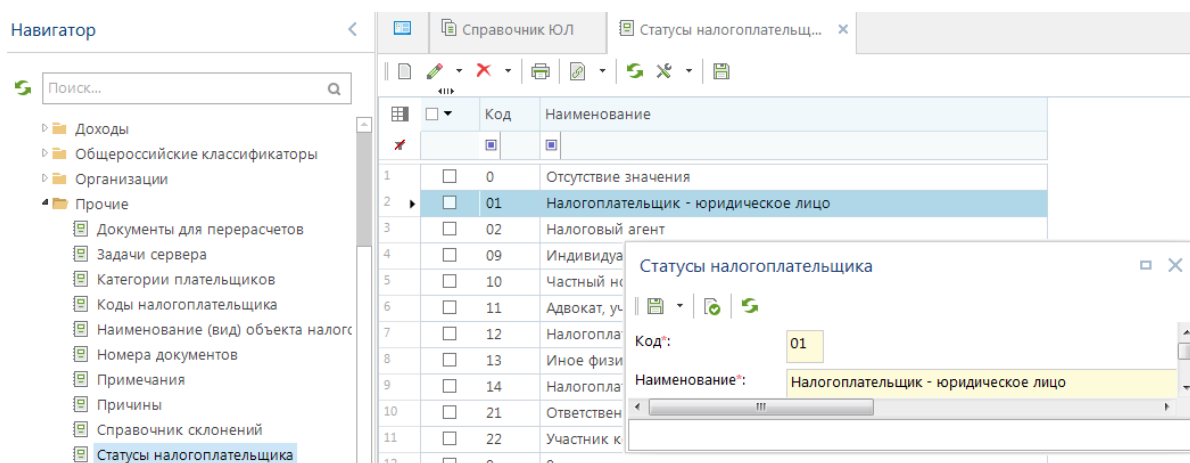 Навигатор
Справочник ЮЛ
Статусы налогоплательщ...
Поиск...
Доходы
Общероссийские классификаторы
Организации
Прочие
Документы для перерасчетов
Задачи сервера
Категории плательщиков
Коды налогоплательщика
Наименование (вид) объекта налогс
Номера документов
Примечания
Причины
Справочник склонений
Статусы налогоплательщика
Код Наименование
1 0 Отсутствие значения
2 01 Налогоплательщик - юридическое лицо
3 02 Налоговый агент
4 09 Индивидуа
5 10 Частный но
6 11 Адвокат, уч
7 12 Налогопла
8 13 Иное физи
9 14 Налогопла
10 21 Ответствен
11 22 Участник к
Статусы налогоплательщика
Код*: 01
Наименование*: Налогоплательщик - юридическое лицо